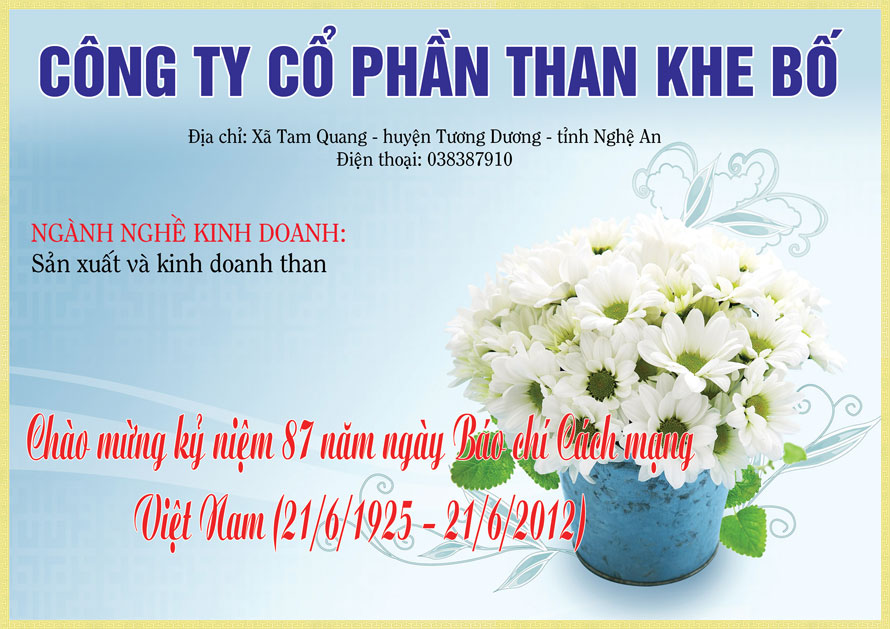 CÔNG TY CỔ PHẦN THAN KHE BỐ
Địa chỉ: Xã Tam Quang - huyện Tương Dương - tỉnh Nghệ An
Điện thoại: 038387910
NGÀNH NGHỀ KINH DOANH:
Sản xuất và kinh doanh than
Chào mừng kỷ niệm 87 năm ngày Báo chí Cách mạng
Việt Nam (21/6/1925 - 21/6/2012)